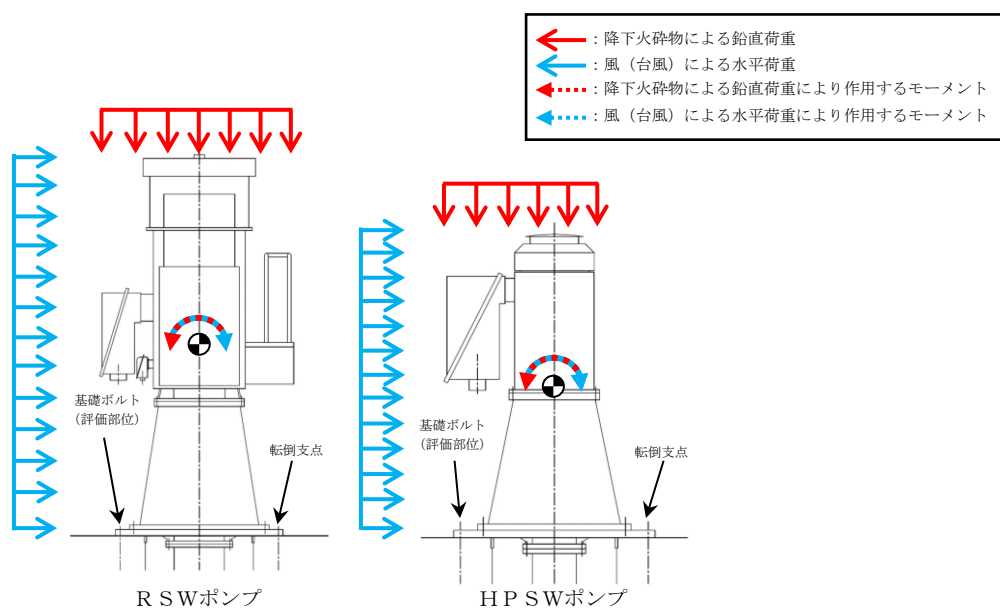 ：降下火砕物による鉛直荷重
：風（台風）による水平荷重
：降下火砕物による鉛直荷重により作用するモーメント
：風（台風）による水平荷重により作用するモーメント
基礎ボルト
（評価部位）
転倒支点
基礎ボルト
（評価部位）
転倒支点
ＲＳＷポンプ
ＨＰＳＷポンプ